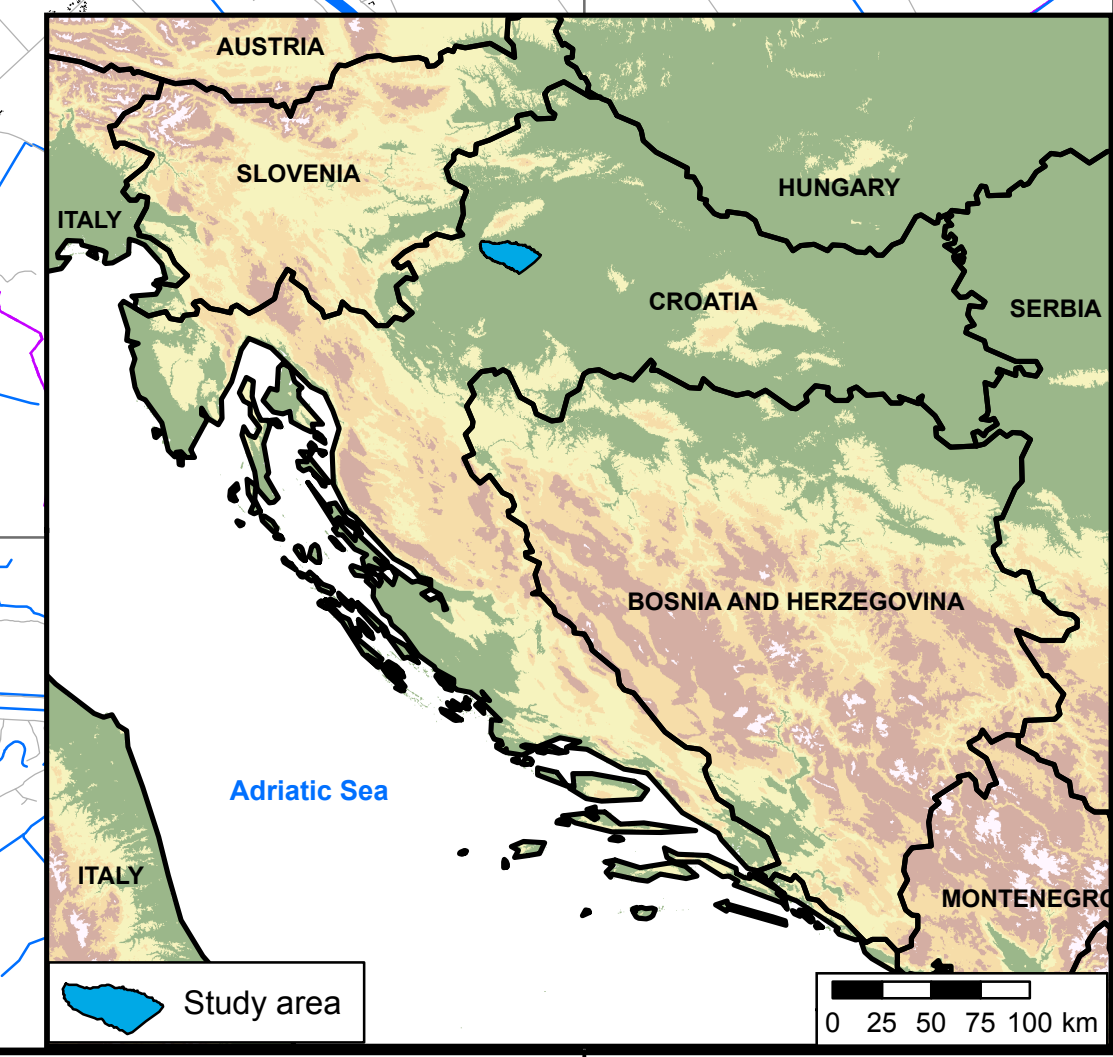 AUSTRIA
SLOVENIA
HUNGARY
ITALY
CROATIA
SERBIA
BOSNIA AND HERZEGOVINA
Adriatic Sea
ITALY
MONTENEGRO
Study area
0 25 50 75 100 km